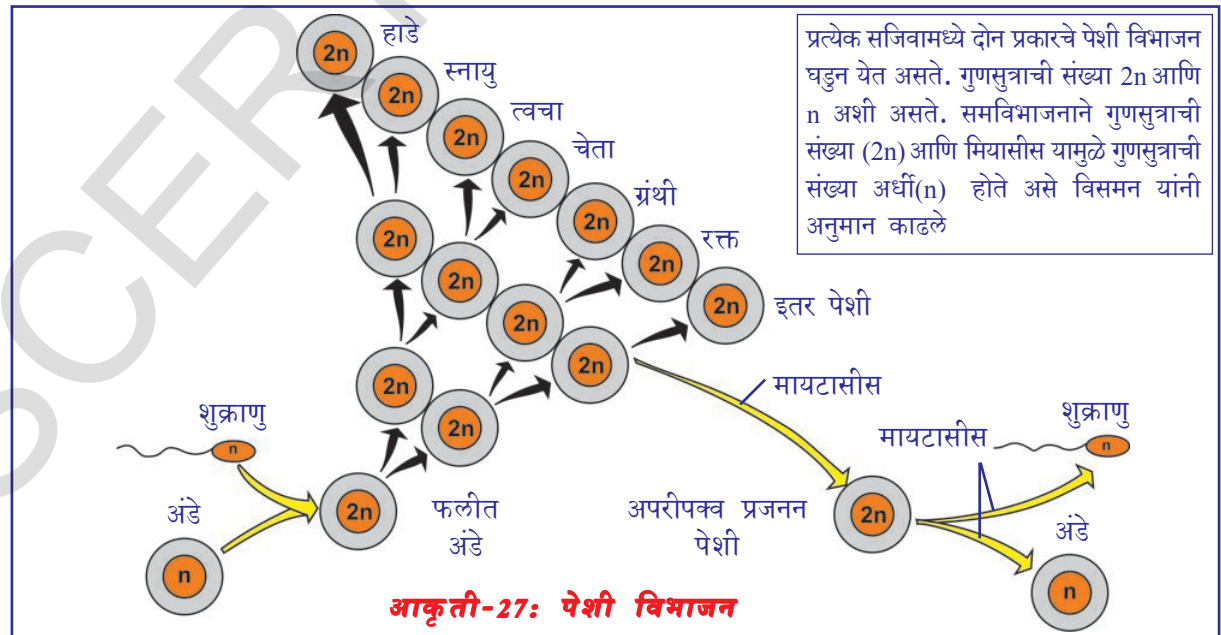 हाडे
2n
स्नायु
2n
त्वचा
2n
चेता
2n
ग्रंथी
2n
रक्त
2n
इतर पेशी
2n
प्रत्येक सजिवामध्ये दोन प्रकारचे पेशी विभाजन
घडुन येत असते. गुणसुत्राची संख्या 2n आणि
n अशी असते. समविभाजनाने गुणसुत्राची
संख्या (2n) आणि मियासीस यामुळे गुणसुत्राची
संख्या अर्धी(n) होते असे विसमन यांनी
अनुमान काढले
2n
2n
2n
2n
2n
2n
मायटासीस
शुक्राणु
n
अंडे
n
2n
फलीत
अंडे
अपरीपक्व प्रजनन
पेशी
2n
मायटासीस
शुक्राणु
n
अंडे
n
आकृती-27: पेशी विभाजन
SCERT